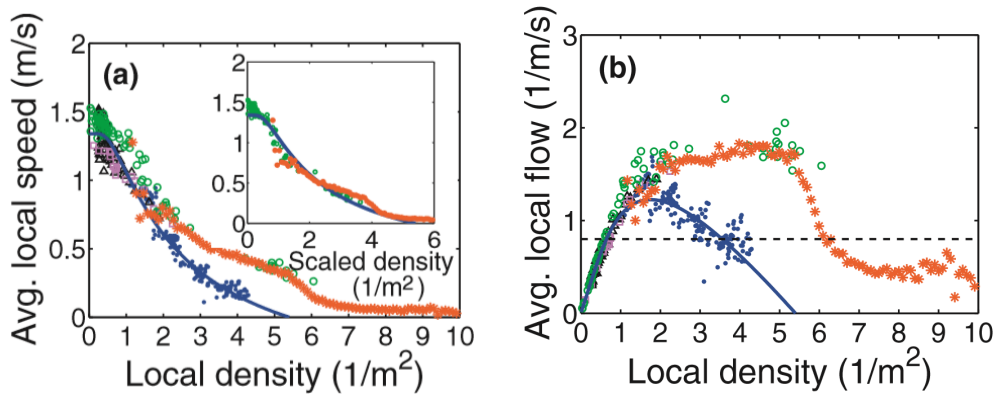 (a)
Avg. local speed (m/s)
2
1.5
1
0.5
0
0 1 2 3 4 5 6 7 8 9 10
Local density (1/m²)
2
1.5
1
0.5
0
0 2 4 6
Scaled density
(1/m²)
(b)
Avg. local flow (1/m/s)
3
2
1
0
0 1 2 3 4 5 6 7 8 9 10
Local density (1/m²)